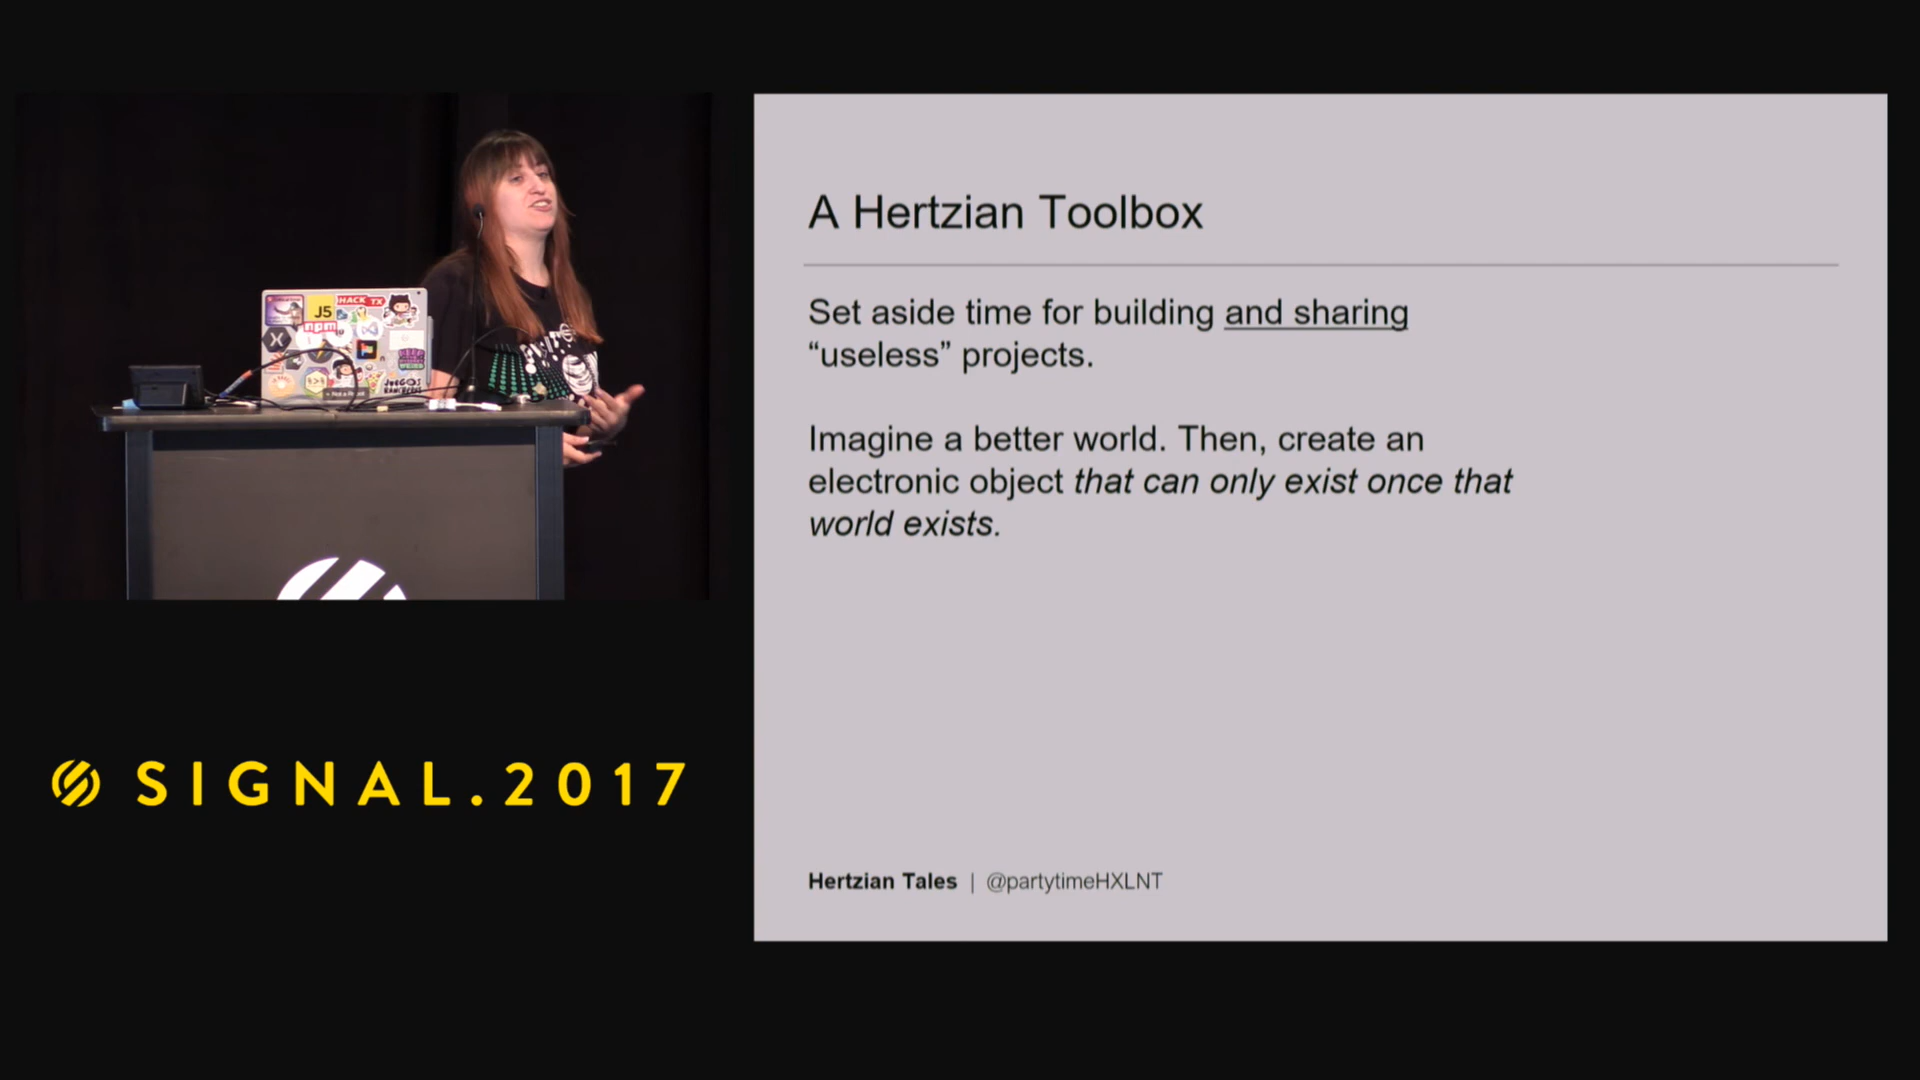 A Hertzian Toolbox
Set aside time for building and sharing
“useless” projects.
Imagine a better world. Then, create an
electronic object that can only exist once that
world exists.
Hertzian Tales | @partytimeHXLNT
SIGNAL.2017
HACK TX
J5
npm